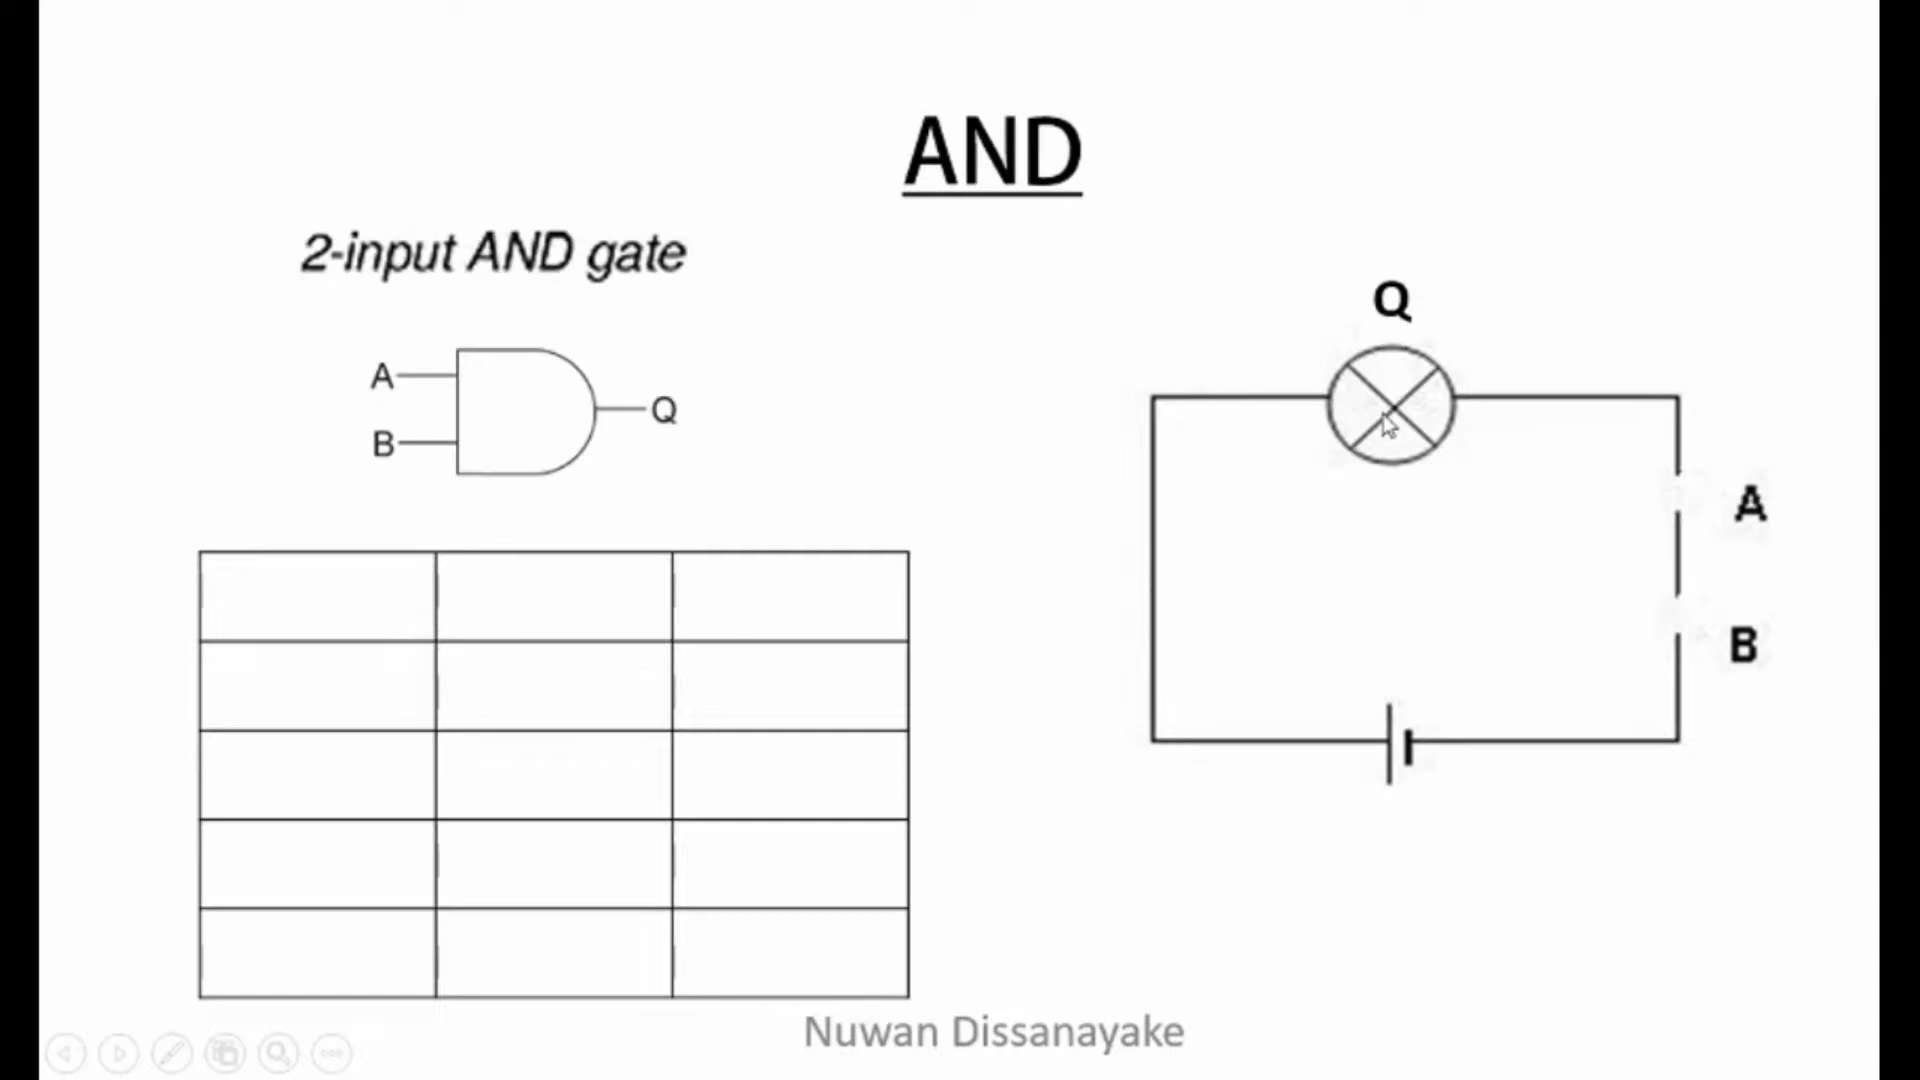 AND
2-input AND gate
A
B
Q
Q
A
B
Nuwan Dissanayake